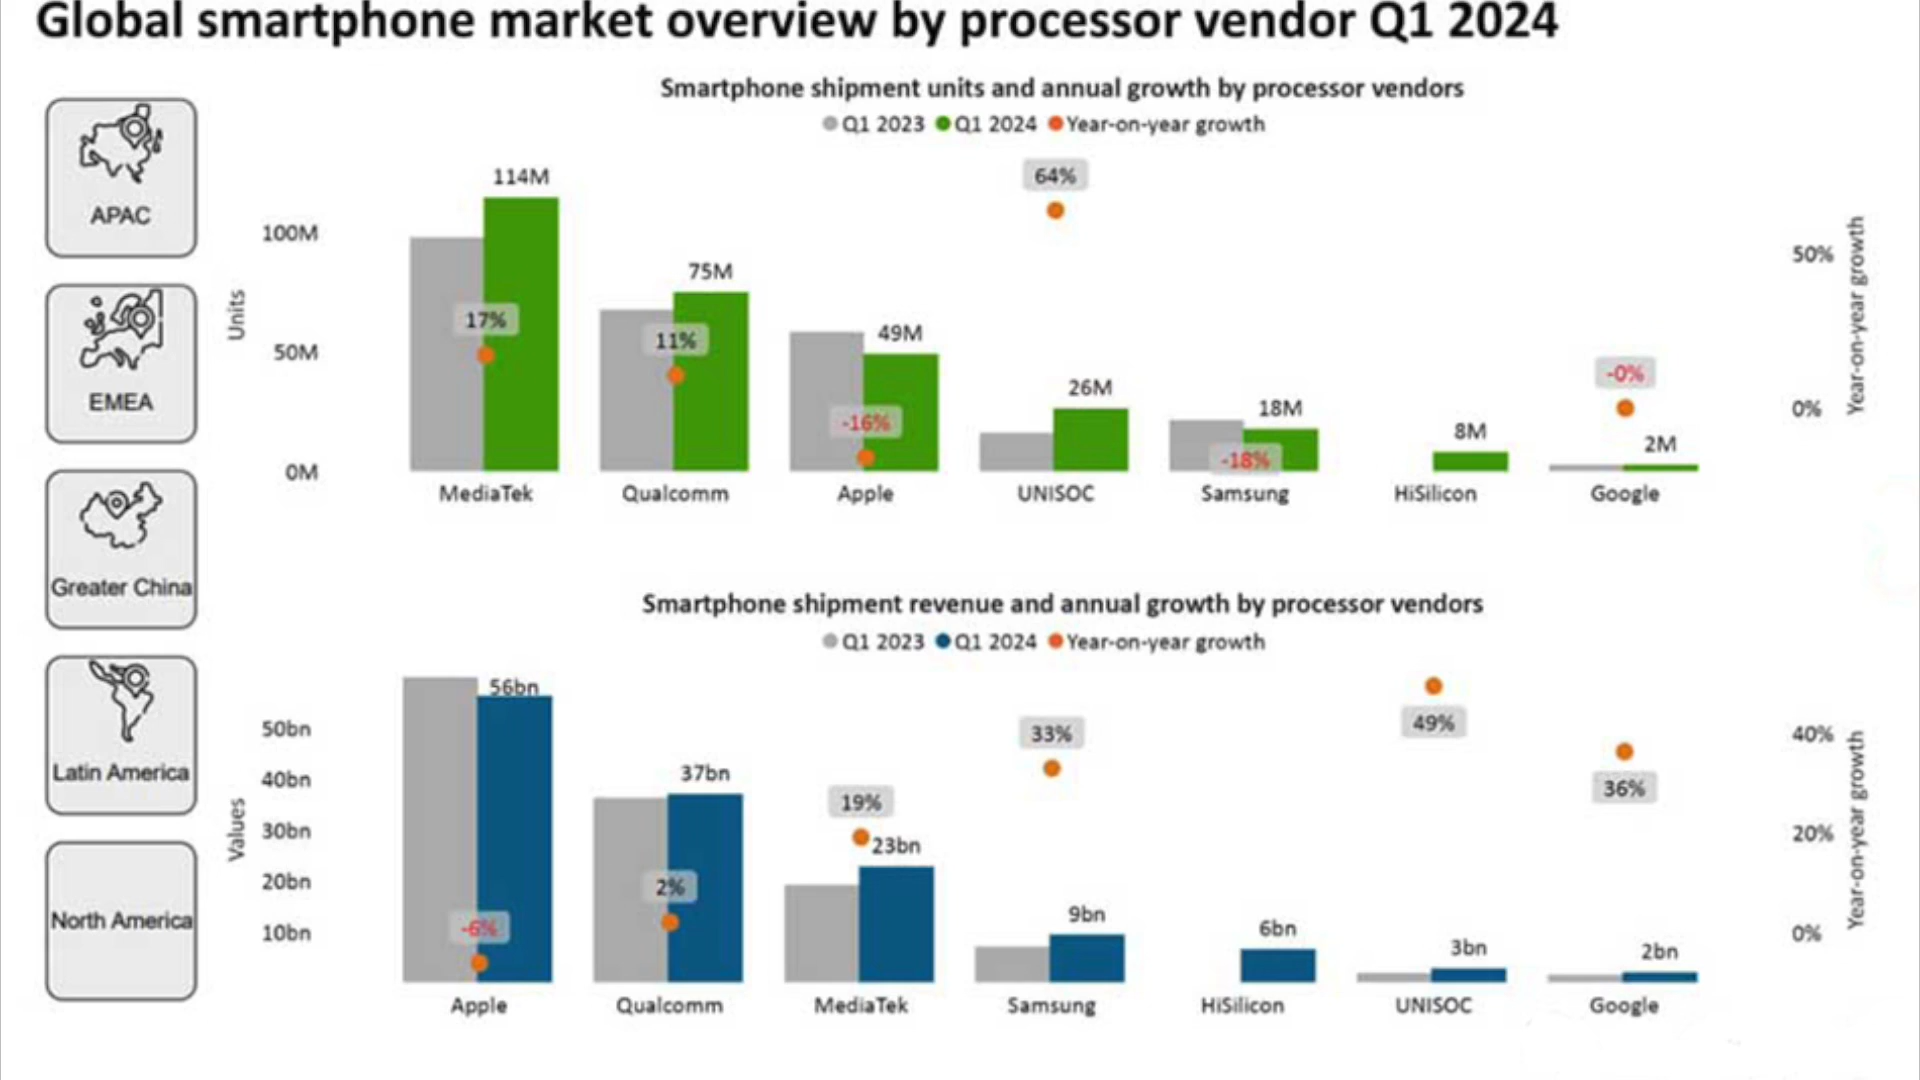 Global smartphone market overview by processor vendor Q1 2024
APAC
EMEA
Greater China
Latin America
North America
Smartphone shipment units and annual growth by processor vendors
Q1 2023 Q1 2024 Year-on-year growth
Units
100M
50M
0M
114M
17%
75M
11%
49M
-16%
64%
26M
18M
-18%
8M
-0%
2M
50%
0%
Year-on-year growth
MediaTek Qualcomm Apple UNISOC Samsung HiSilicon Google
Smartphone shipment revenue and annual growth by processor vendors
Q1 2023 Q1 2024 Year-on-year growth
Values
50bn
40bn
30bn
20bn
10bn
56bn
-6%
37bn
2%
19%
23bn
33%
9bn
6bn
49%
3bn
36%
2bn
40%
20%
0%
Year-on-year growth
Apple Qualcomm MediaTek Samsung HiSilicon UNISOC Google